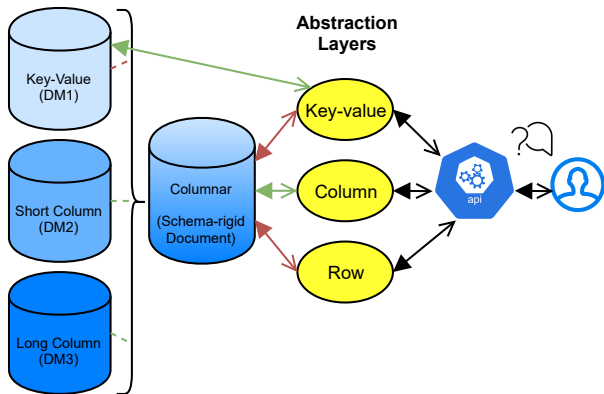 Abstraction
Layers
Key-Value
(DM1)
Key-value
Short Column
(DM2)
Columnar
(Schema-rigid
Document)
Column
api
?
Row
Long Column
(DM3)